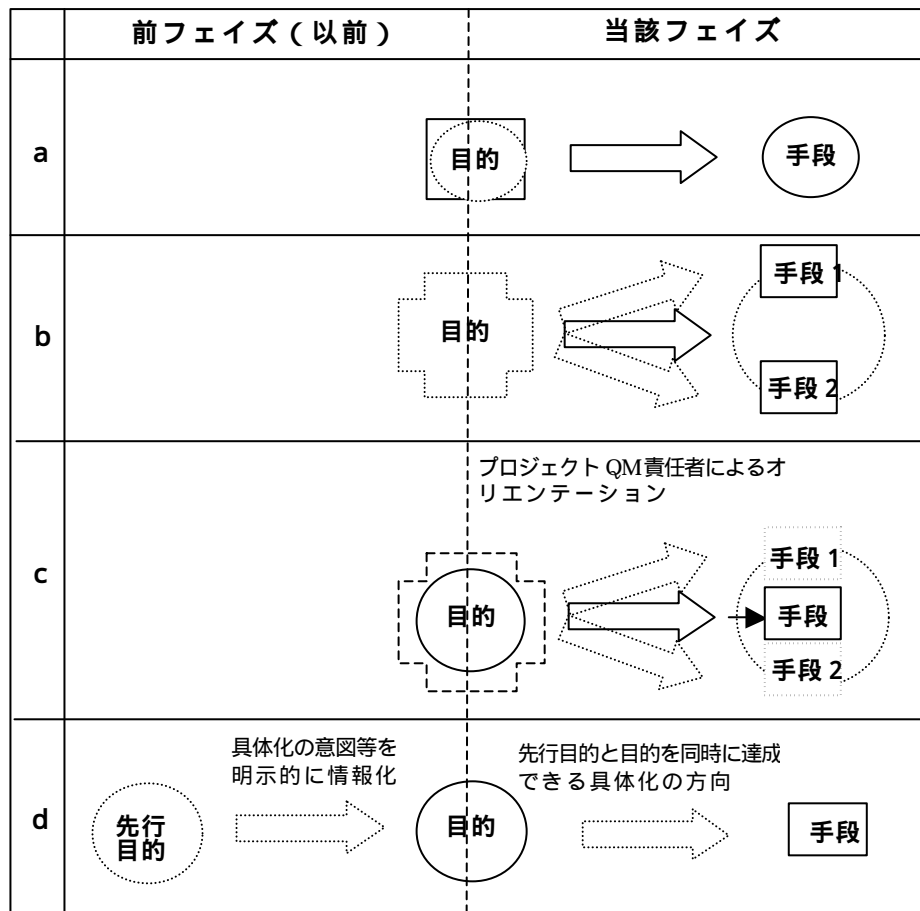 前フェイズ（以前）
当該フェイズ
a
目的
手段
b
目的
手段1
手段2
プロジェクトQM責任者によるオ
リエンテーション
c
目的
手段1
手段
手段2
具体化の意図等を
明示的に情報化
先行目的と目的を同時に達成
できる具体化の方向
d
先行
目的
目的
手段